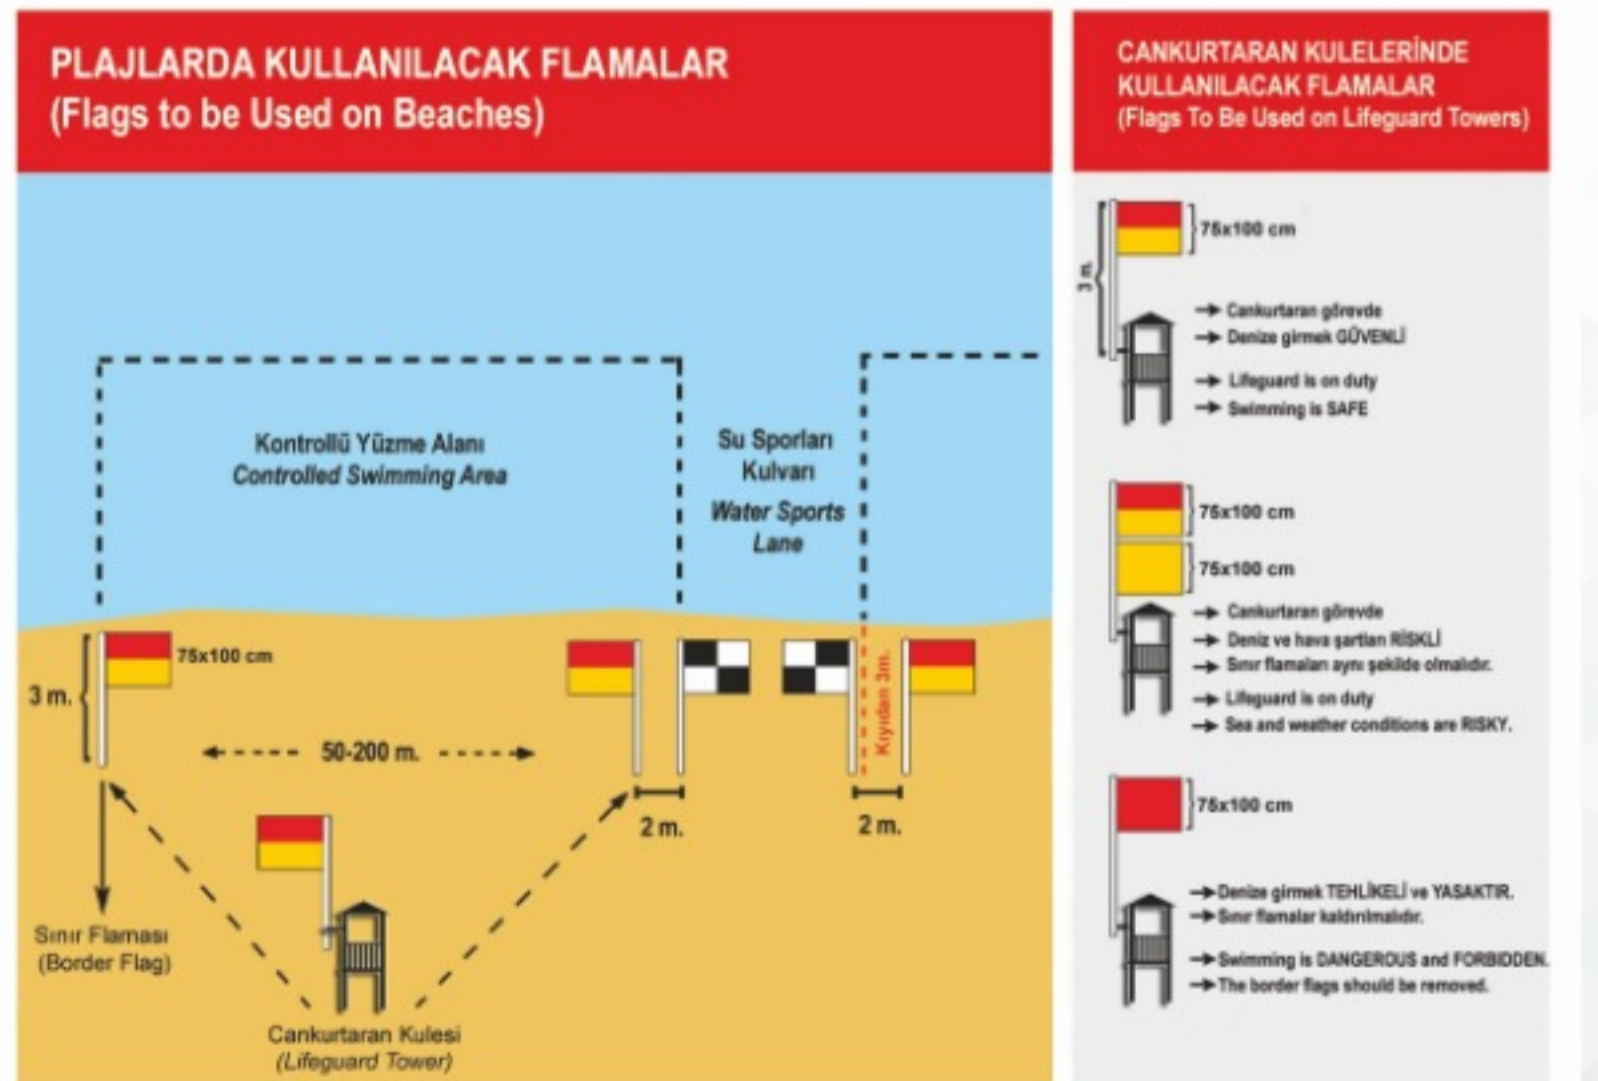 PLAJLARDA KULLANILACAK FLAMALAR
(Flags to be Used on Beaches)
Kontrollü Yüzme Alanı
Controlled Swimming Area
Su Sporları
Kulvarı
Water Sports
Lane
75x100 cm
3 m.
Kıyıdan 3m.
50-200 m.
2 m.
2 m.
Sınır Flaması
(Border Flag)
Cankurtaran Kulesi
(Lifeguard Tower)
CANKURTARAN KULELERİNDE
KULLANILACAK FLAMALAR
(Flags To Be Used on Lifeguard Towers)
75x100 cm
3 m.
Cankurtaran görevde
Denize girmek GÜVENLİ
Lifeguard is on duty
Swimming is SAFE
75x100 cm
75x100 cm
Cankurtaran görevde
Deniz ve hava şartları RİSKLİ
Sınır flamaları aynı şekilde olmalıdır.
Lifeguard is on duty
Sea and weather conditions are RISKY.
75x100 cm
Denize girmek TEHLİKELİ ve YASAKTIR.
Sınır flamalar kaldırılmalıdır.
Swimming is DANGEROUS and FORBIDDEN.
The border flags should be removed.